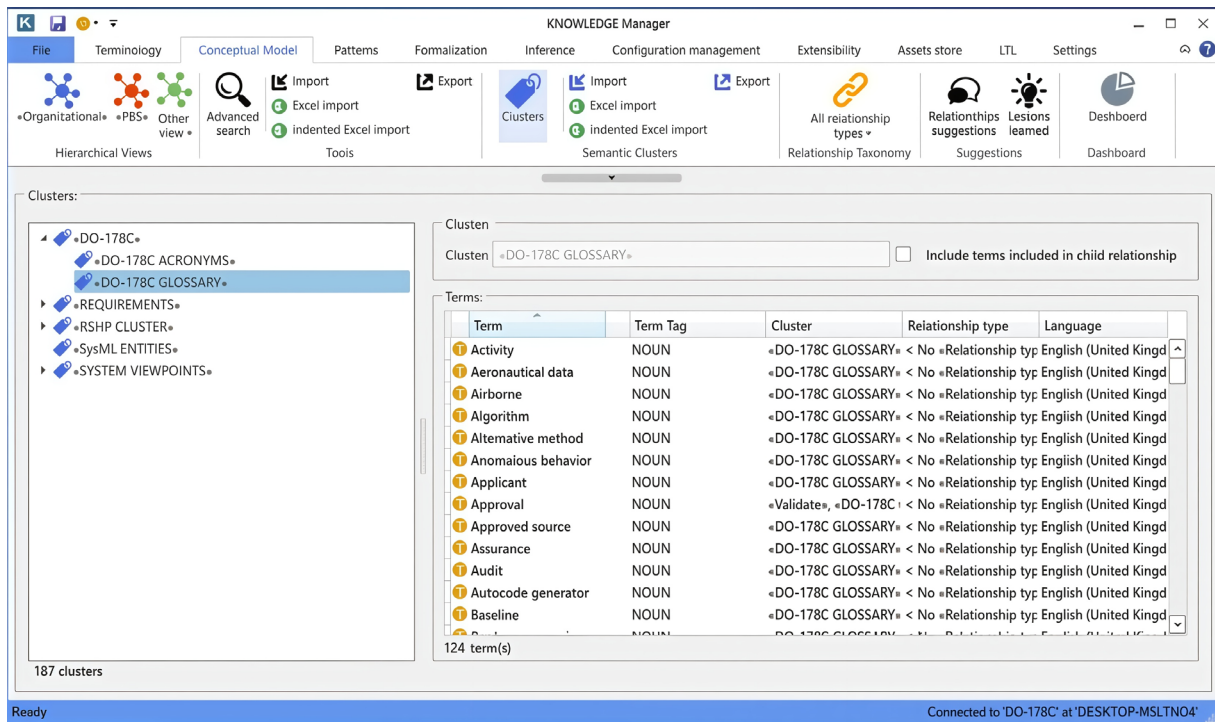 K
KNOWLEDGE Manager
File Terminology Conceptual Model Patterns Formalization Inference Configuration management Extensibility Assets store LTL Settings
?
«Organitational» «PBS» Other view»
Advanced search
Import
Excel import
indented Excel import
Export
Ciusters
Import
Excel import
indented Excel import
Export
All reiationship types
Relationthips suggestions
Lesions leamed
Dashboerd
Hierarchical Views Toois Semantic Clusters Relationship Taxonomy Suggestions Dashboard
Clusters:
«DO-178C»
«DO-178C ACRONYMS»
«DO-178C GLOSSARY»
«REQUIREMENTS»
«RSHP CLUSTER»
«SysML ENTITIES»
«SYSTEM VIEWPOINTS»
187 clusters
Clusten
Clusten «DO-178C GLOSSARY» Include terms included in child relationship
Terms:
Term Term Tag Cluster Relationship type Language
T Activity NOUN «DO-178C GLOSSARY» < No «Relationship typ English (United Kingd
T Aeronautical data NOUN «DO-178C GLOSSARY» < No «Relationship typ English (United Kingd
T Airborne NOUN «DO-178C GLOSSARY» < No «Relationship typ English (United Kingd
T Algorithm NOUN «DO-178C GLOSSARY» < No «Relationship typ English (United Kingd
T Altemative method NOUN «DO-178C GLOSSARY» < No «Relationship typ English (United Kingd
T Anomaious behavior NOUN «DO-178C GLOSSARY» < No «Relationship typ English (United Kingd
T Applicant NOUN «DO-178C GLOSSARY» < No «Relationship typ English (United Kingd
T Approval NOUN «Validate», «DO-178C < No «Relationship typ English (United Kingd
T Approved source NOUN «DO-178C GLOSSARY» < No «Relationship typ English (United Kingd
T Assurance NOUN «DO-178C GLOSSARY» < No «Relationship typ English (United Kingd
T Audit NOUN «DO-178C GLOSSARY» < No «Relationship typ English (United Kingd
T Autocode generator NOUN «DO-178C GLOSSARY» < No «Relationship typ English (United Kingd
T Baseline NOUN «DO-178C GLOSSARY» < No «Relationship typ English (United Kingd
124 term(s)
Ready Connected to 'DO-178C' at 'DESKTOP-MSLTNO4'